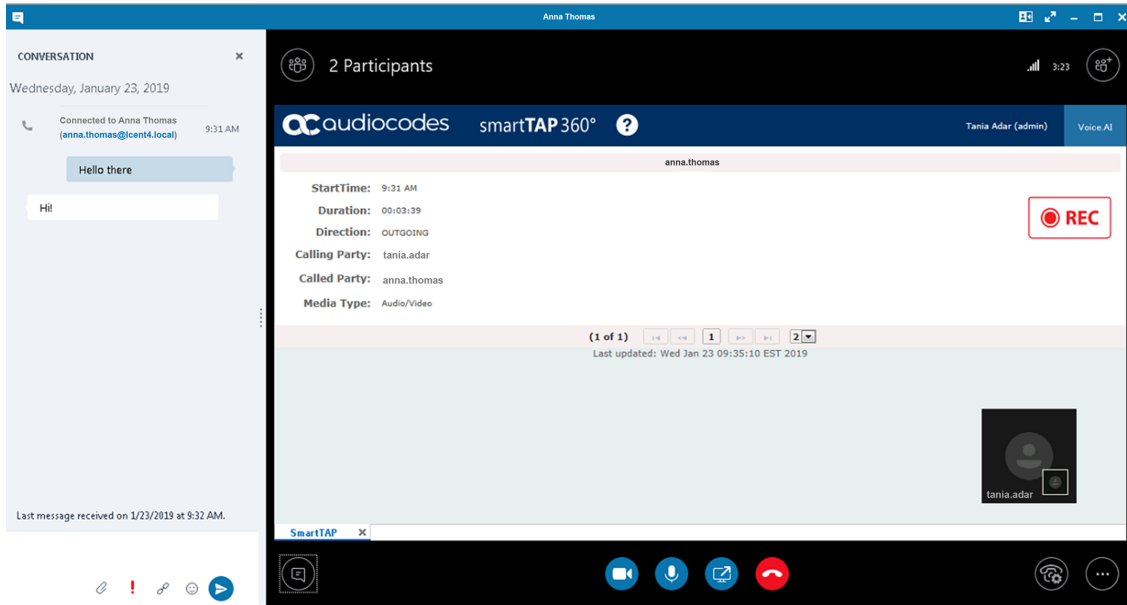 Anna Thomas
CONVERSATION
Wednesday, January 23, 2019
Connected to Anna Thomas
(anna.thomas@lcent4.local)
9:31 AM
Hello there
Hi!
Last message received on 1/23/2019 at 9:32 AM.
2 Participants
3:23
audiocodes smartTAP 360° ?
Tania Adar (admin)
Voice.AI
anna.thomas
StartTime: 9:31 AM
Duration: 00:03:39
Direction: OUTGOING
Calling Party: tania.adar
Called Party: anna.thomas
Media Type: Audio/Video
REC
(1 of 1) 1 2
Last updated: Wed Jan 23 09:35:10 EST 2019
tania.adar
SmartTAP